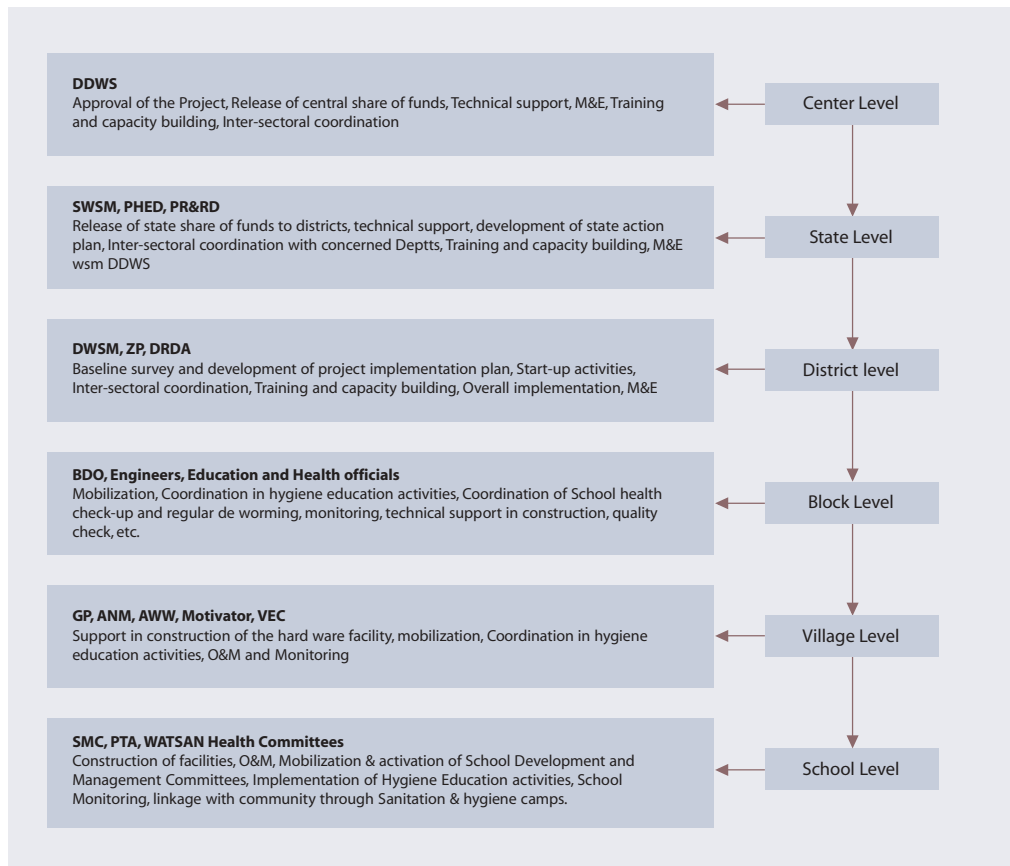 DDWS
Approval of the Project, Release of central share of funds, Technical support, M&E, Training
and capacity building, Inter-sectoral coordination
Center Level
SWSM, PHED, PR&RD
Release of state share of funds to districts, technical support, development of state action
plan, Inter-sectoral coordination with concerned Deptts, Training and capacity building, M&E
wsm DDWS
State Level
DWSM, ZP, DRDA
Baseline survey and development of project implementation plan, Start-up activities,
Inter-sectoral coordination, Training and capacity building, Overall implementation, M&E
District level
BDO, Engineers, Education and Health officials
Mobilization, Coordination in hygiene education activities, Coordination of School health
check-up and regular de worming, monitoring, technical support in construction, quality
check, etc.
Block Level
GP, ANM, AWW, Motivator, VEC
Support in construction of the hard ware facility, mobilization, Coordination in hygiene
education activities, O&M and Monitoring
Village Level
SMC, PTA, WATSAN Health Committees
Construction of facilities, O&M, Mobilization & activation of School Development and
Management Committees, Implementation of Hygiene Education activities, School
Monitoring, linkage with community through Sanitation & hygiene camps.
School Level